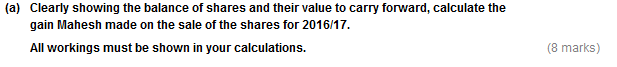 (a) Clearly showing the balance of shares and their value to carry forward, calculate the
gain Mahesh made on the sale of the shares for 2016/17.
All workings must be shown in your calculations. (8 marks)